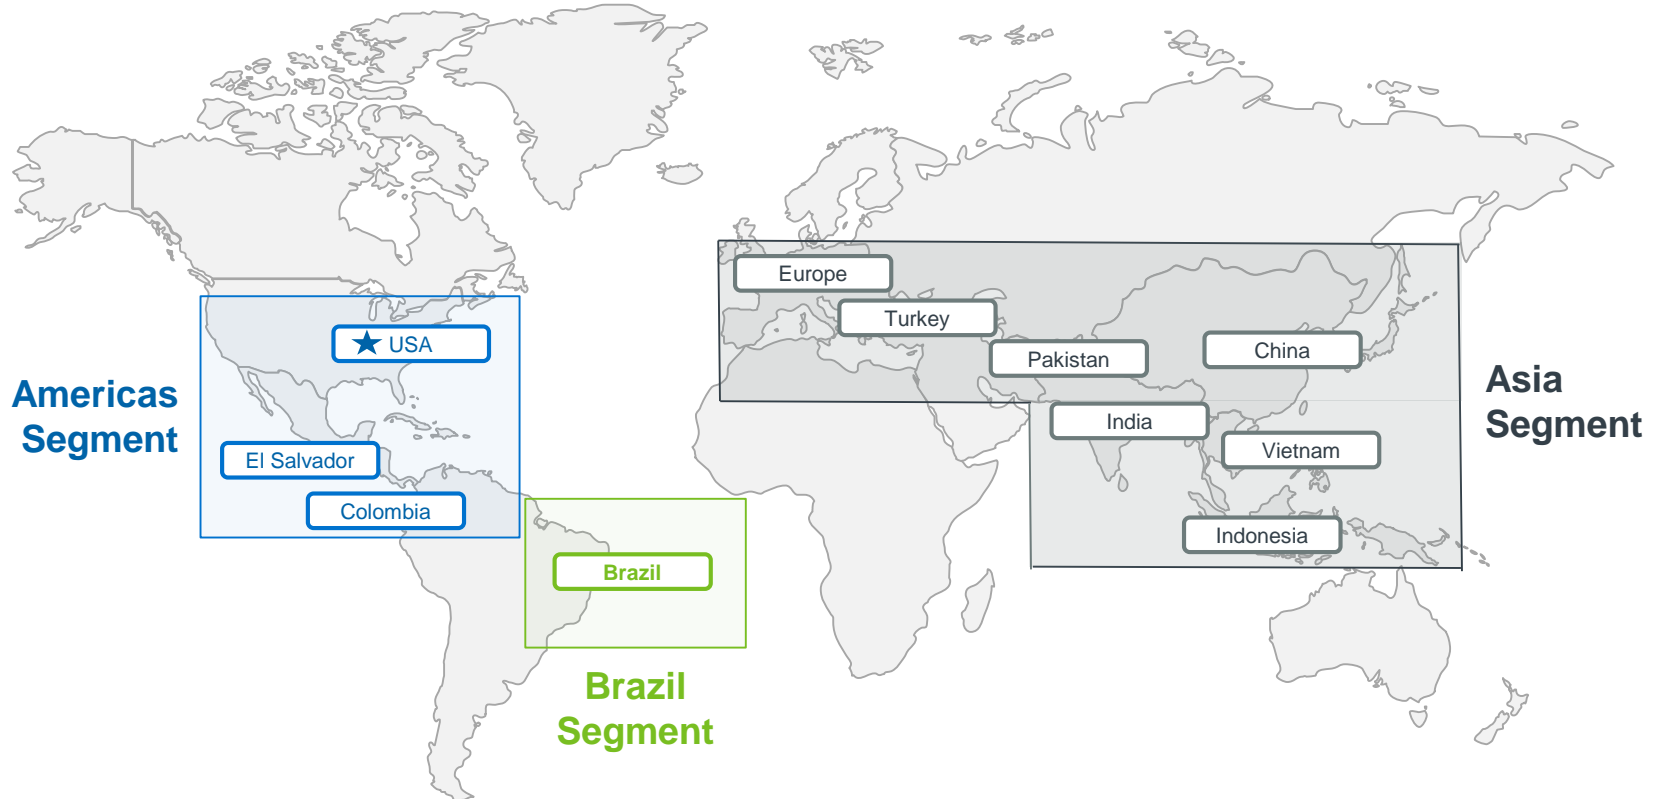 Americas
Segment
USA
El Salvador
Colombia
Brazil
Brazil
Segment
Europe
Turkey
Pakistan
China
India
Vietnam
Indonesia
Asia
Segment